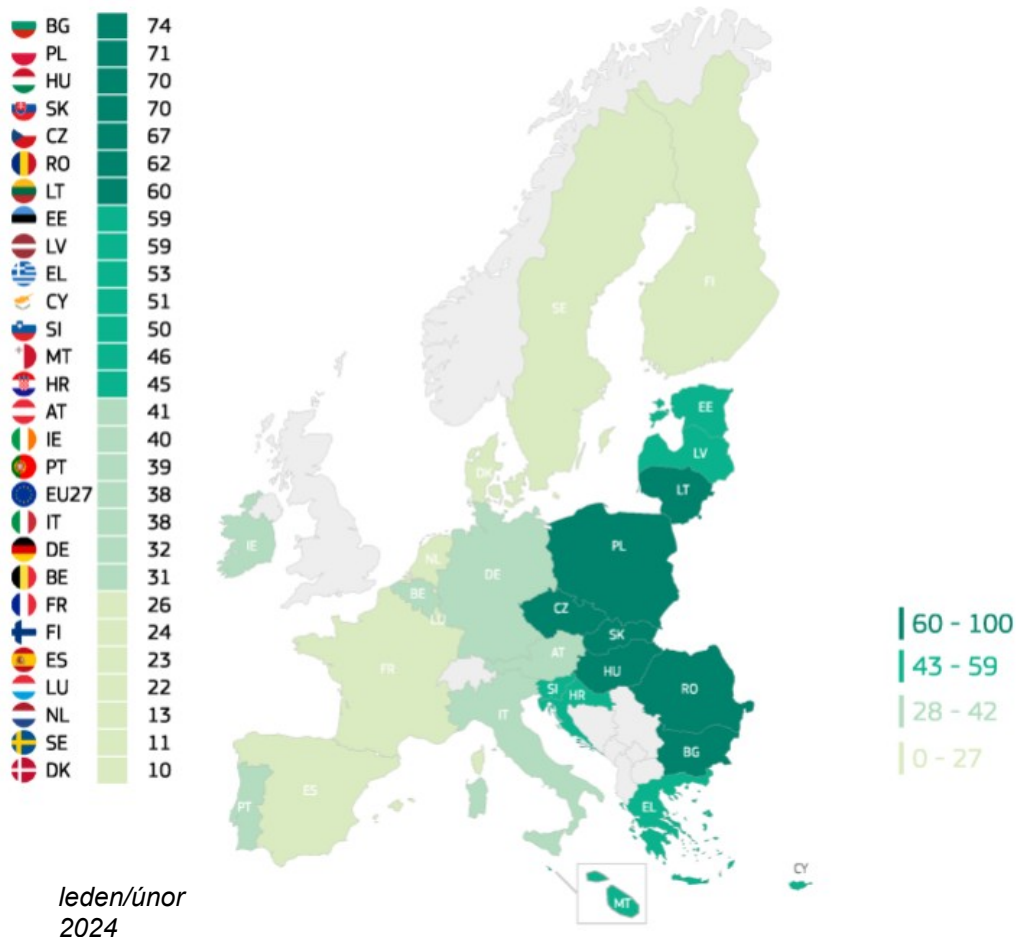 BG 74
PL 71
HU 70
SK 70
CZ 67
RO 62
LT 60
EE 59
LV 59
EL 53
CY 51
SI 50
MT 46
HR 45
AT 41
IE 40
PT 39
EU27 38
IT 38
DE 32
BE 31
FR 26
FI 24
ES 23
LU 22
NL 13
SE 11
DK 10
leden/únor
2024
FI
SE
EE
LV
DK
LT
IE
PL
NL
DE
BE
CZ
LU
SK
AT
FR
HU
SI
HR
RO
IT
BG
ES
PT
EL
CY
MT
60 - 100
43 - 59
28 - 42
0 - 27